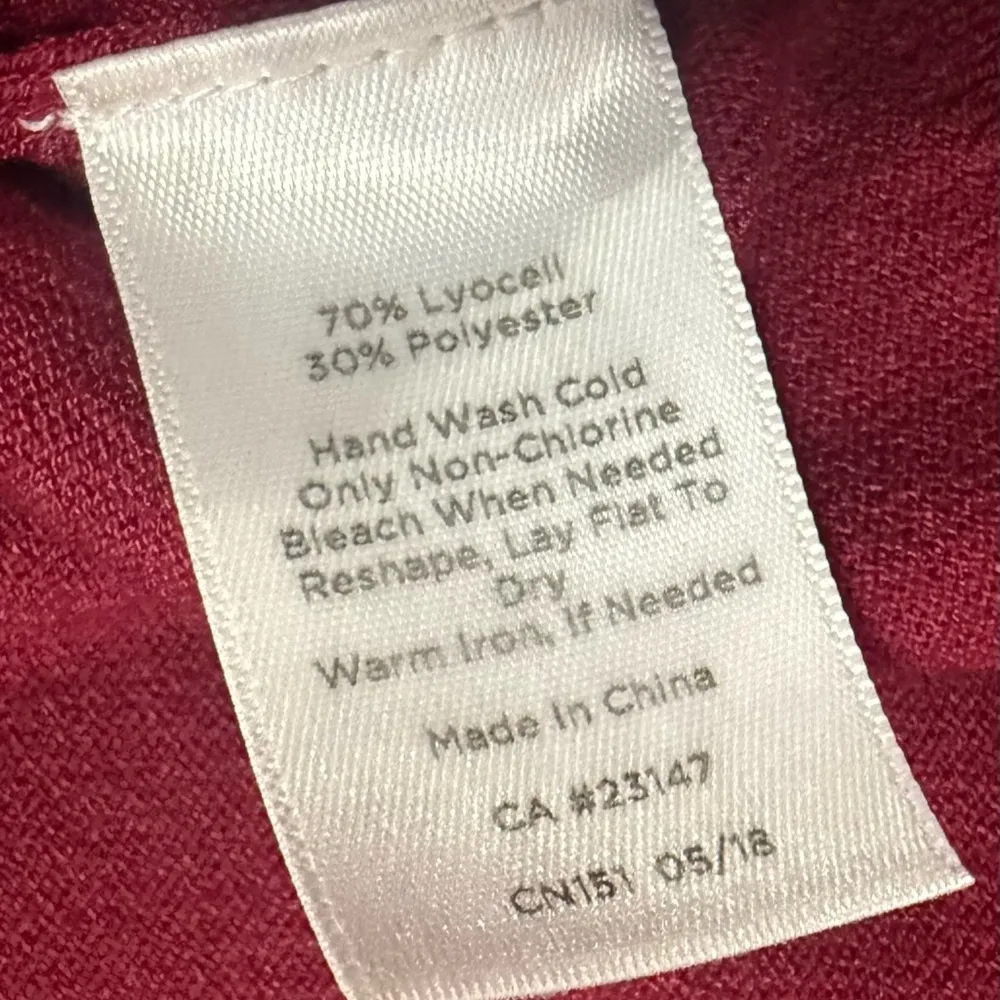 70% Lyocell
30% Polyester
Hand Wash Cold
Only Non-Chlorine
Bleach When Needed
Reshape, Lay Flat To
Dry
Warm Iron, If Needed
Made In China
CA #23147
CN151 05/18